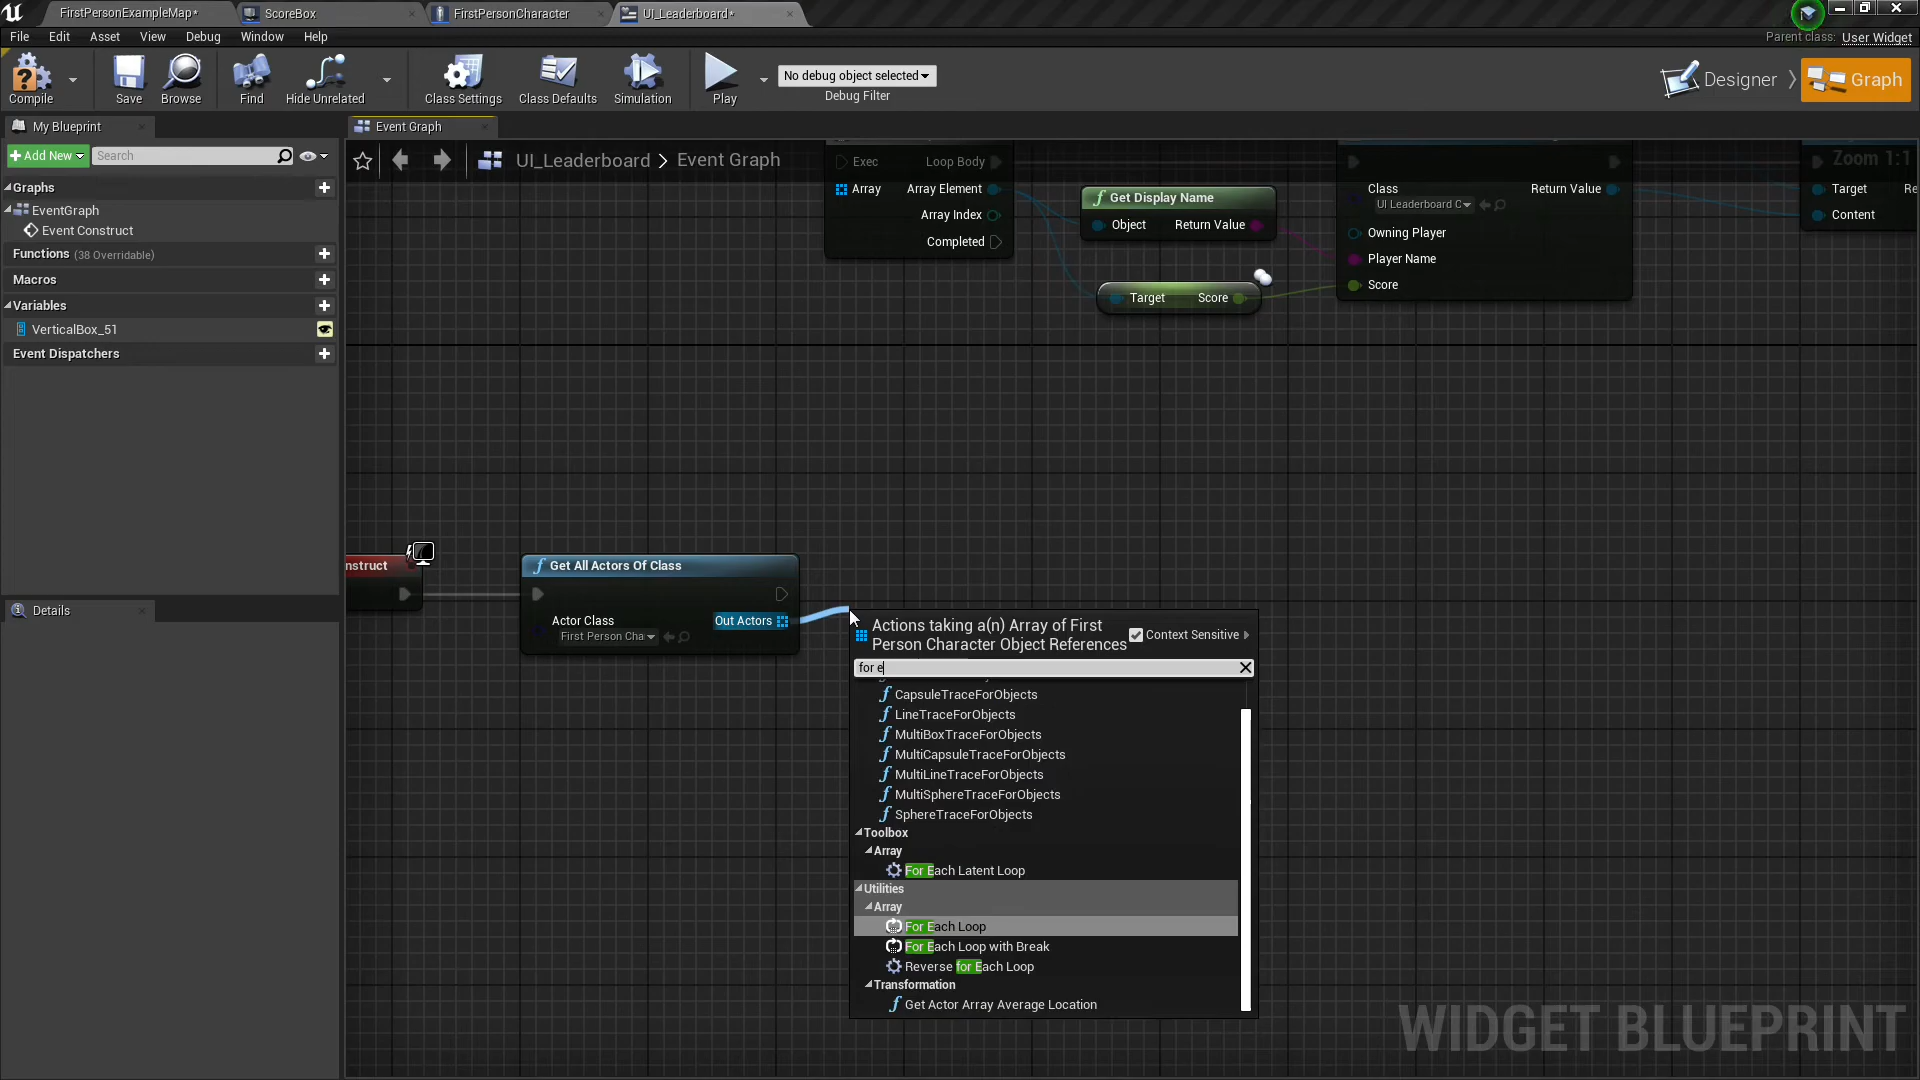 FirstPersonExampleMap*
ScoreBox
FirstPersonCharacter
UI_Leaderboard*
File Edit Asset View Debug Window Help
Parent class: User Widget
Compile
Save
Browse
Find
Hide Unrelated
Class Settings
Class Defaults
Simulation
Play
No debug object selected
Debug Filter
Designer
Graph
My Blueprint
Event Graph
Add New
Search
UI_Leaderboard > Event Graph
Zoom 1:1
Graphs
EventGraph
Event Construct
Functions (38 Overridable)
Macros
Variables
VerticalBox_51
Event Dispatchers
Details
Exec Loop Body
Array Array Element
Array Index
Completed
Get Display Name
Object Return Value
Target Score
Class Return Value
UI Leaderboard C
Owning Player
Player Name
Score
Target Re
Content
nstruct
Get All Actors Of Class
Actor Class
First Person Cha
Out Actors
Actions taking a(n) Array of First
Person Character Object References
Context Sensitive
for e
CapsuleTraceForObjects
LineTraceForObjects
MultiBoxTraceForObjects
MultiCapsuleTraceForObjects
MultiLineTraceForObjects
MultiSphereTraceForObjects
SphereTraceForObjects
Toolbox
Array
For Each Latent Loop
Utilities
Array
For Each Loop
For Each Loop with Break
Reverse for Each Loop
Transformation
Get Actor Array Average Location
WIDGET BLUEPRINT